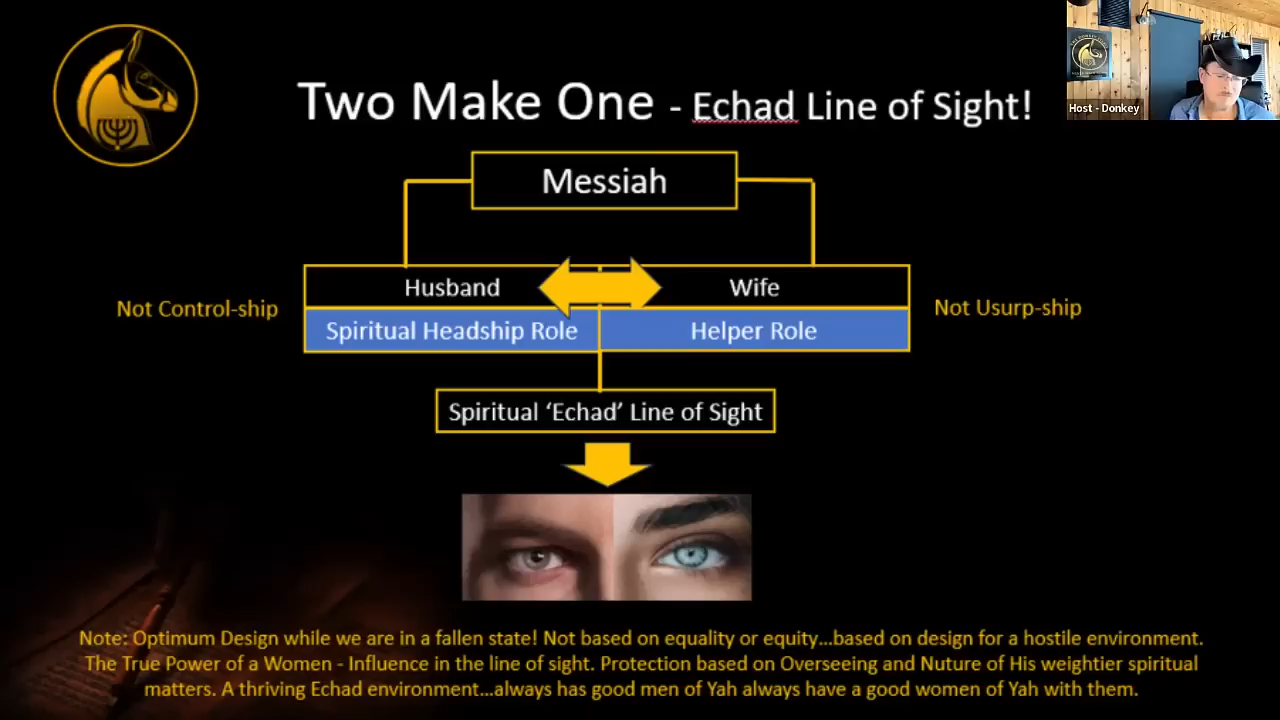 Two Make One - Echad Line of Sight!
Host - Donkey
Messiah
Husband
Wife
Not Control-ship
Spiritual Headship Role
Helper Role
Not Usurp-ship
Spiritual ‘Echad’ Line of Sight
Note: Optimum Design while we are in a fallen state! Not based on equality or equity...based on design for a hostile environment.
The True Power of a Women - Influence in the line of sight. Protection based on Overseeing and Nuture of His weightier spiritual
matters. A thriving Echad environment...always has good men of Yah always have a good women of Yah with them.